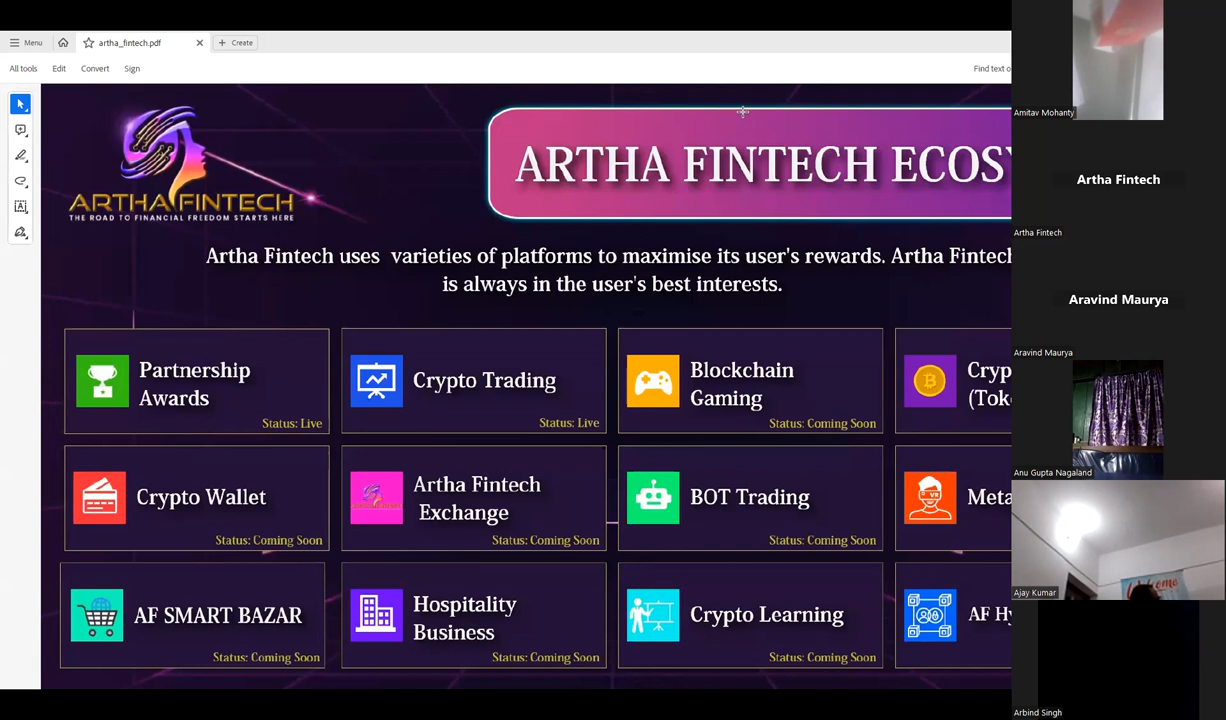 Menu
artha_fintech.pdf
Create
All tools
Edit
Convert
Sign
Find text o
ARTHA FINTECH
THE ROAD TO FINANCIAL FREEDOM STARTS HERE
ARTHA FINTECH ECOSY
Artha Fintech uses varieties of platforms to maximise its user's rewards. Artha Fintech
is always in the user's best interests.
Partnership
Awards
Status: Live
Crypto Trading
Status: Live
Blockchain
Gaming
Status: Coming Soon
Cryp
(Tok
Crypto Wallet
Status: Coming Soon
Artha Fintech
Exchange
Status: Coming Soon
BOT Trading
Status: Coming Soon
VR
Meta
AF SMART BAZAR
Status: Coming Soon
Hospitality
Business
Status: Coming Soon
Crypto Learning
Status: Coming Soon
AF Hy
Amitav Mohanty
Artha Fintech
Artha Fintech
Aravind Maurya
Aravind Maurya
Anu Gupta Nagaland
Welcome
Ajay Kumar
Arbind Singh